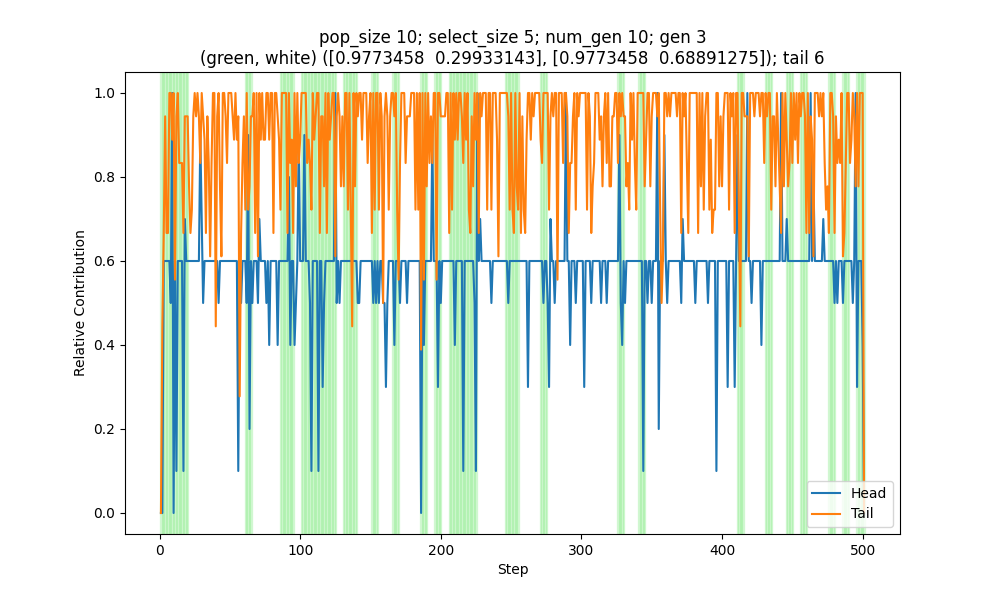 pop_size 10; select_size 5; num_gen 10; gen 3
(green, white) ([0.9773458  0.29933143], [0.9773458  0.68891275]); tail 6
Relative Contribution
1.0
0.8
0.6
0.4
0.2
0.0
Head
Tail
0 100 200 300 400 500
Step